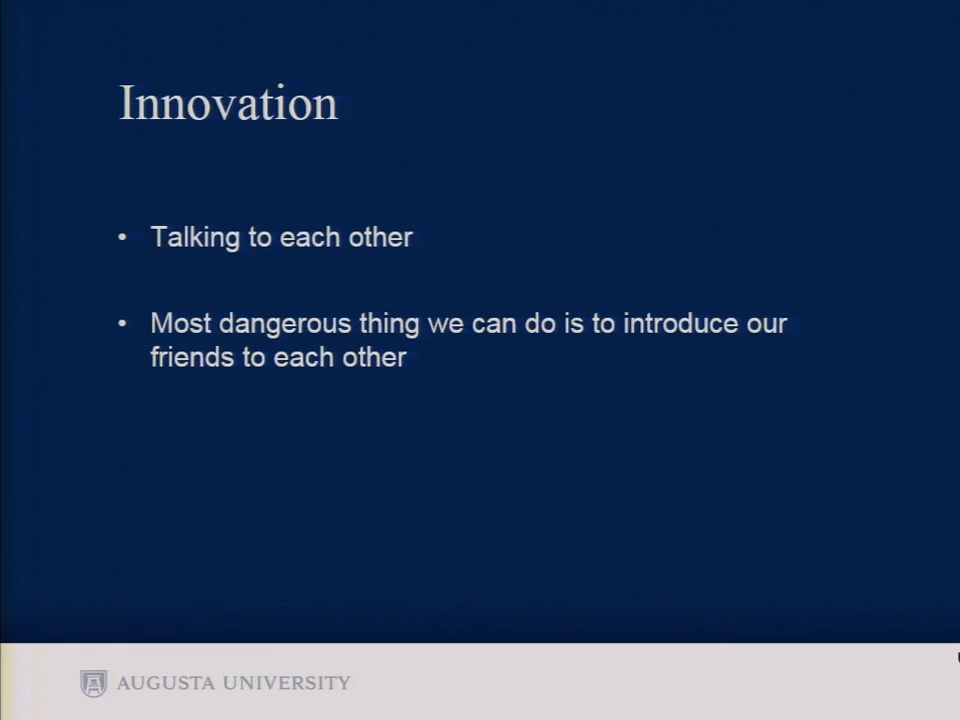 Innovation
• Talking to each other
• Most dangerous thing we can do is to introduce our
friends to each other
AUGUSTA UNIVERSITY